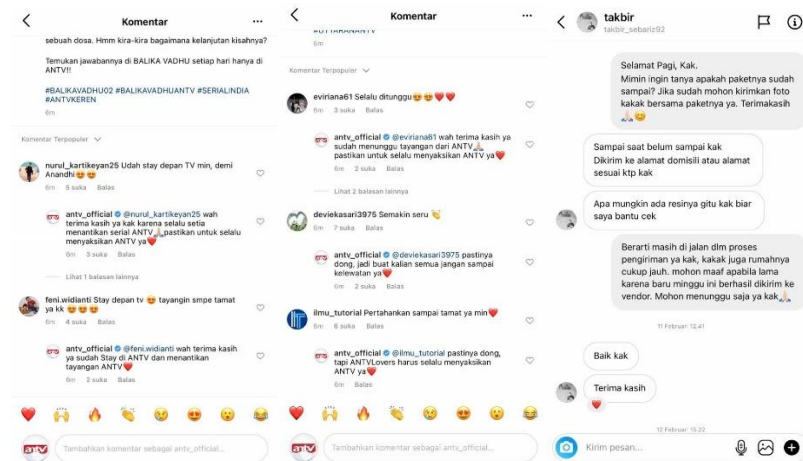 Komentar
sebuah dosa. Hmm kira-kira bagaimana kelanjutan kisahnya?
Temukan jawabannya di BALIKA VADHU setiap hari hanya di
ANTV!!
#BALIKAVADHU02 #BALIKAVADHUANTV #SERIALINDIA
#ANTVKEREN
6m
Komentar Terpopuler
nurul_kartikeyan25 Udah stay depan TV min, demi
Anandhi😍😍
6m 5 suka Balas
antv_official @nurul_kartikeyan25 wah
terima kasih ya kak karena selalu setia
menantikan serial ANTV🙏pastikan untuk selalu
menyaksikan ANTV ya❤️
6m 3 suka Balas
Lihat 1 balasan lainnya
feni.widianti Stay depan tv 😍 tayangin smpe tamat
ya kk 😍😍😍
6m 4 suka Balas
antv_official @feni.widianti wah terima kasih
ya sudah Stay di ANTV dan menantikan
tayangan ANTV❤️
6m 2 suka Balas
❤️ 🙌 🔥 👏 😢 😍 😮 😂
antv
Tambahkan komentar sebagai antv_official...
Komentar
6m
Komentar Terpopuler
eviriana61 Selalu ditunggu😍😍❤️❤️
6m 3 suka Balas
antv_official @eviriana61 wah terima kasih ya
sudah menunggu tayangan dari ANTV🙏
pastikan untuk selalu menyaksikan ANTV ya❤️
6m 2 suka Balas
Lihat 2 balasan lainnya
deviekasari3975 Semakin seru 👏
6m 7 suka Balas
antv_official @deviekasari3975 pastinya
dong, jadi buat kalian semua jangan sampai
kelewatan ya❤️
6m 2 suka Balas
ilmu_tutorial Pertahankan sampai tamat ya min❤️
6m 6 suka Balas
antv_official @ilmu_tutorial pastinya dong,
tapi ANTVLovers harus selalu menyaksikan
ANTV ya❤️
6m Balas
❤️ 🙌 🔥 👏 😢 😍 😮 😂
antv
Tambahkan komentar sebagai antv_official...
takbir
takbir_sebariz92
Selamat Pagi, Kak.
Mimin ingin tanya apakah paketnya sudah
sampai? Jika sudah mohon kirimkan foto
kakak bersama paketnya ya. Terimakasih
🙏😊
Sampai saat belum sampai kak
Dikirim ke alamat domisili atau alamat
sesuai ktp kak
Apa mungkin ada resinya gitu kak biar
saya bantu cek
Berarti masih di jalan dlm proses
pengiriman ya kak, kakak juga rumahnya
cukup jauh. mohon maaf apabila lama
karena baru minggu ini berhasil dikirim ke
vendor. Mohon menunggu saja ya kak🙏
11 Februari 12.41
Baik kak
Terima kasih
❤️
12 Februari 15.22
Kirim pesan...